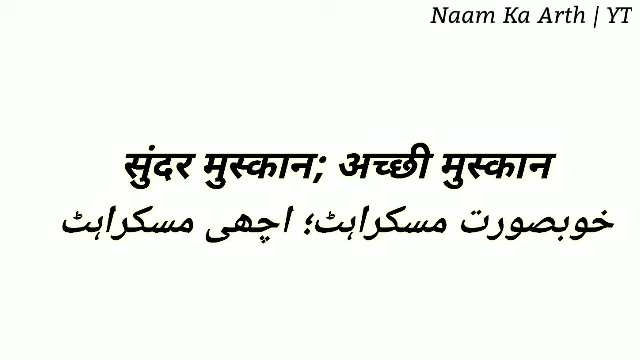 Naam Ka Arth | YT
सुंदर मुस्कान; अच्छी मुस्कान
خوبصورت مسکراہٹ؛ اچھی مسکراہٹ